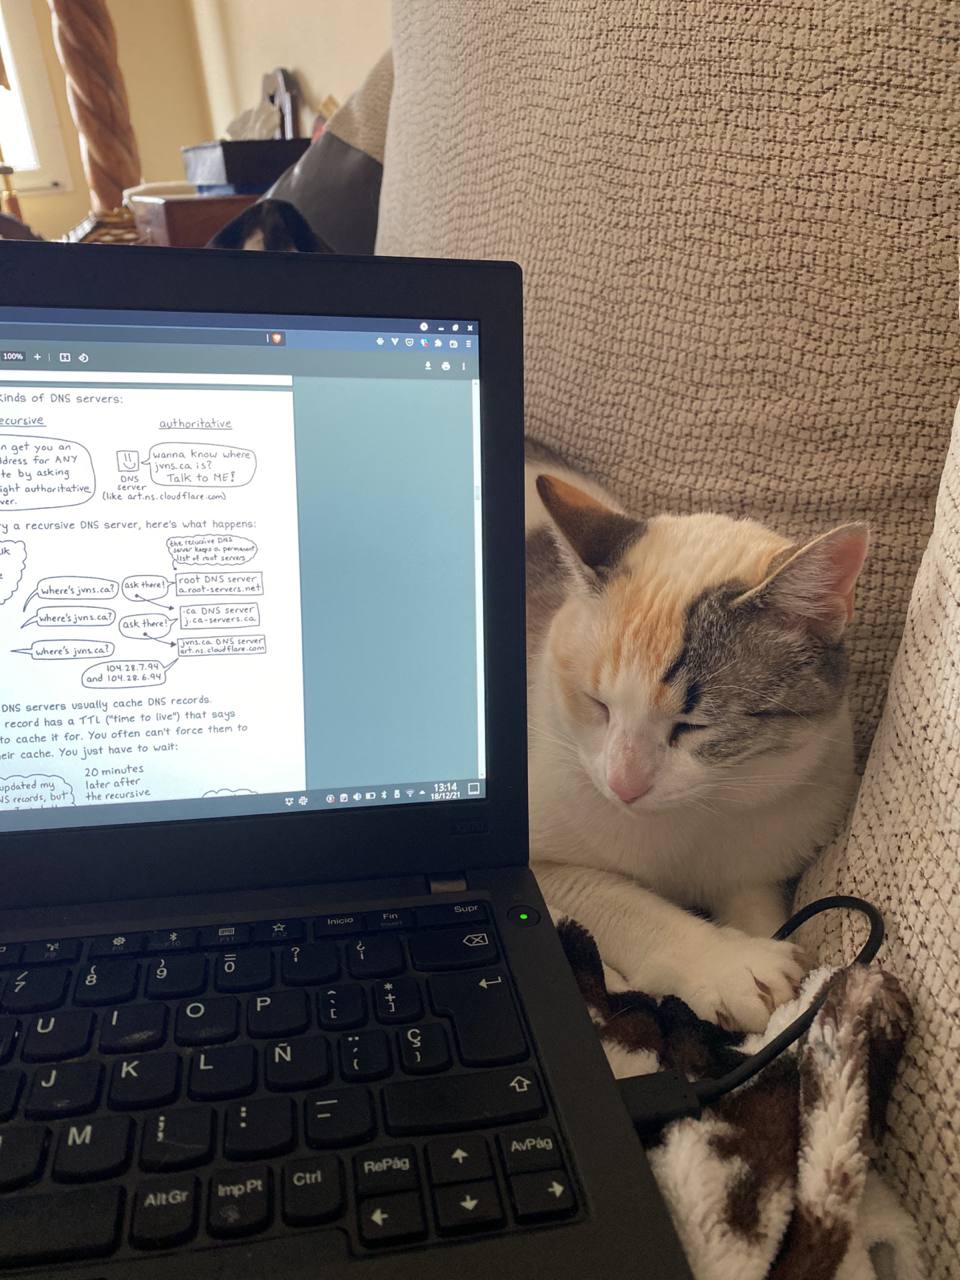 100%
kinds of DNS servers:
ecursive
authoritative
n get you an
ddress for ANY
te by asking
ight authoritative
ver.
DNS
server
wanna know where
jvns.ca is?
Talk to ME!
(like art.ns.cloudflare.com)
y a recursive DNS server, here's what happens:
the recursive DNS
server keeps a permanent
list of root servers
where's jvns.ca?
ask there!
root DNS server
a.root-servers.net
where's jvns.ca?
ask there!
.ca DNS server
j.ca-servers.ca
where's jvns.ca?
jvns.ca DNS server
art.ns.cloudflare.com
104.28.7.94
and 104.28.6.94
DNS servers usually cache DNS records.
record has a TTL ("time to live") that says
to cache it for. You often can't force them to
eir cache. You just have to wait:
updated my
NS records, but
20 minutes
later after
the recursive
13:14
18/12/21
Inicio Fin Supr
/ 7 ( 8 ) 9 = 0 ? ' ¿ ¡
U I O P ^ ` [ * + ]
J K L Ñ ¨ ´ { Ç }
M ; , : . _ -
AltGr ImpPt Ctrl RePág ↑ AvPág
← ↓ →